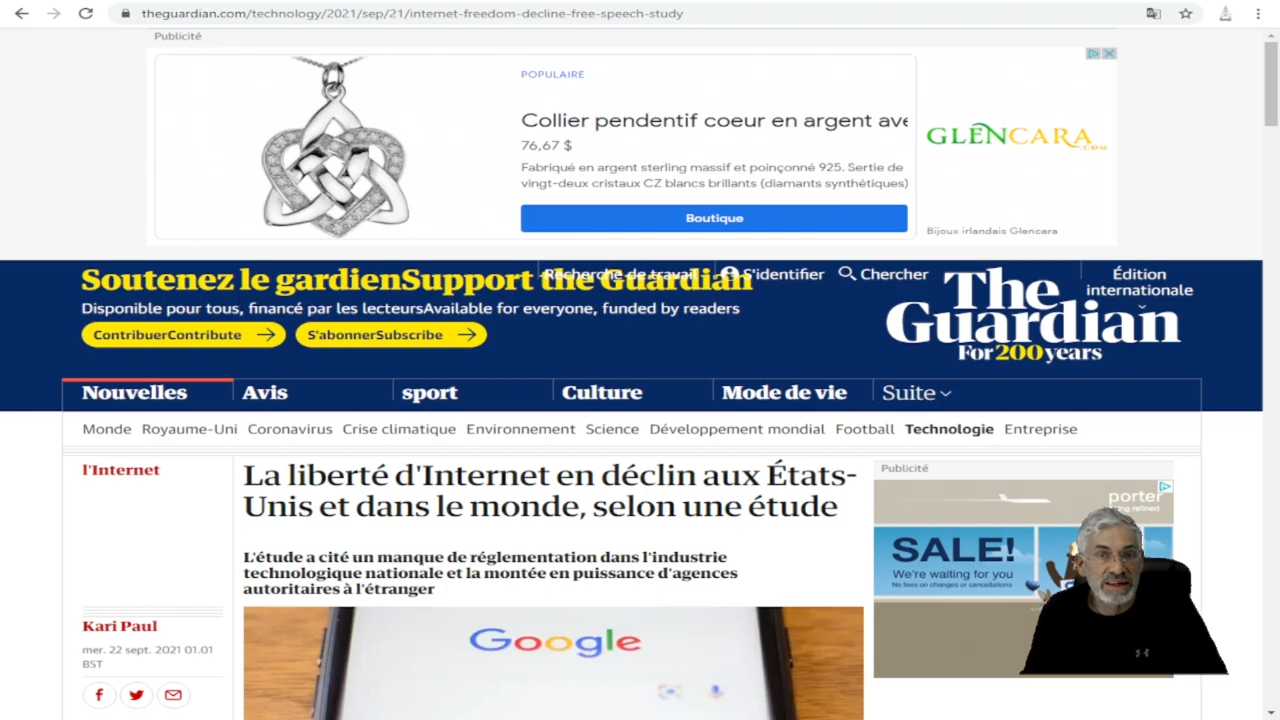 theguardian.com/technology/2021/sep/21/internet-freedom-decline-free-speech-study
Publicité
POPULAIRE
Collier pendentif coeur en argent ave
76,67 $
Fabriqué en argent sterling massif et poinçonné 925. Sertie de
vingt-deux cristaux CZ blancs brillants (diamants synthétiques)
Boutique
GLENCARA.COM
Bijoux irlandais Glencara
Soutenez le gardienSupport the Guardian
Recherche de travail
S'identifier
Chercher
Édition
internationale
Disponible pour tous, financé par les lecteursAvailable for everyone, funded by readers
ContribuerContribute
S'abonnerSubscribe
The
Guardian
For 200 years
Nouvelles
Avis
sport
Culture
Mode de vie
Suite
Monde Royaume-Uni Coronavirus Crise climatique Environnement Science Développement mondial Football Technologie Entreprise
l'Internet
La liberté d'Internet en déclin aux États-
Unis et dans le monde, selon une étude
L'étude a cité un manque de réglementation dans l'industrie
technologique nationale et la montée en puissance d'agences
autoritaires à l'étranger
Kari Paul
mer. 22 sept. 2021 01.01
BST
Google
Publicité
porter
SALE!
We're waiting for you
No fees on changes or cancellations